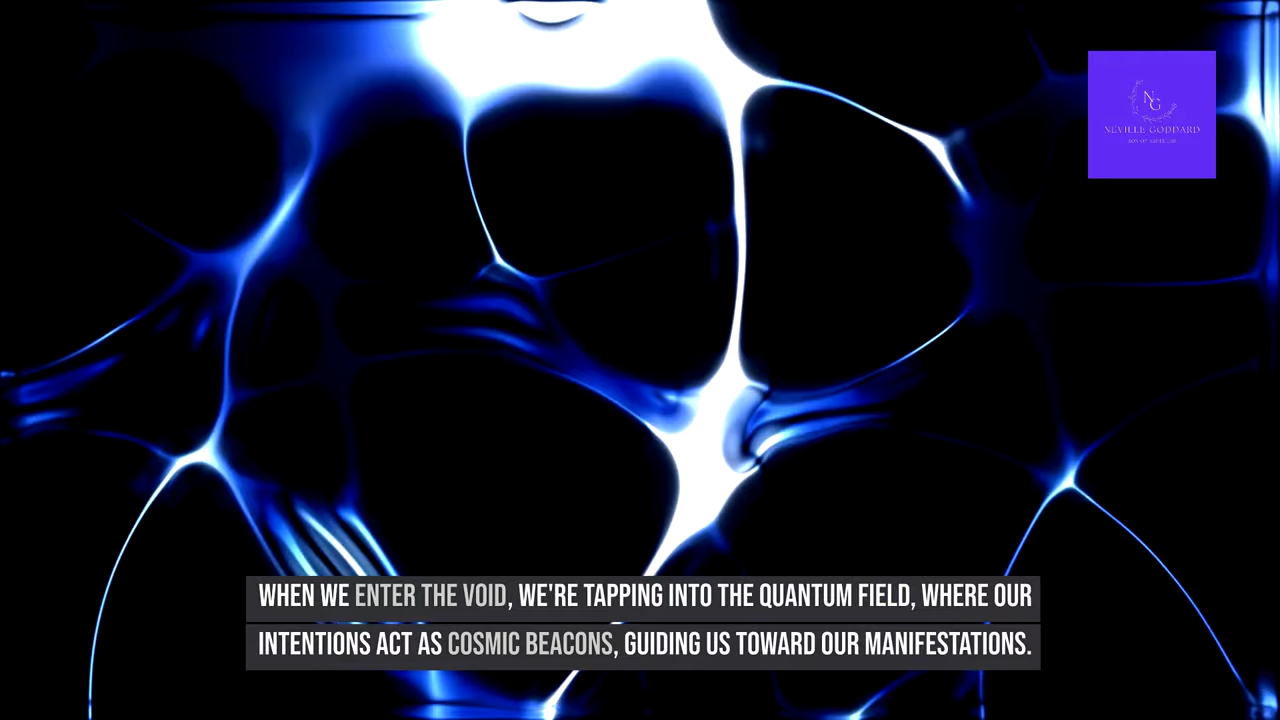 NG
NEVILLE GODDARD
WHEN WE ENTER THE VOID, WE'RE TAPPING INTO THE QUANTUM FIELD, WHERE OUR
INTENTIONS ACT AS COSMIC BEACONS, GUIDING US TOWARD OUR MANIFESTATIONS.